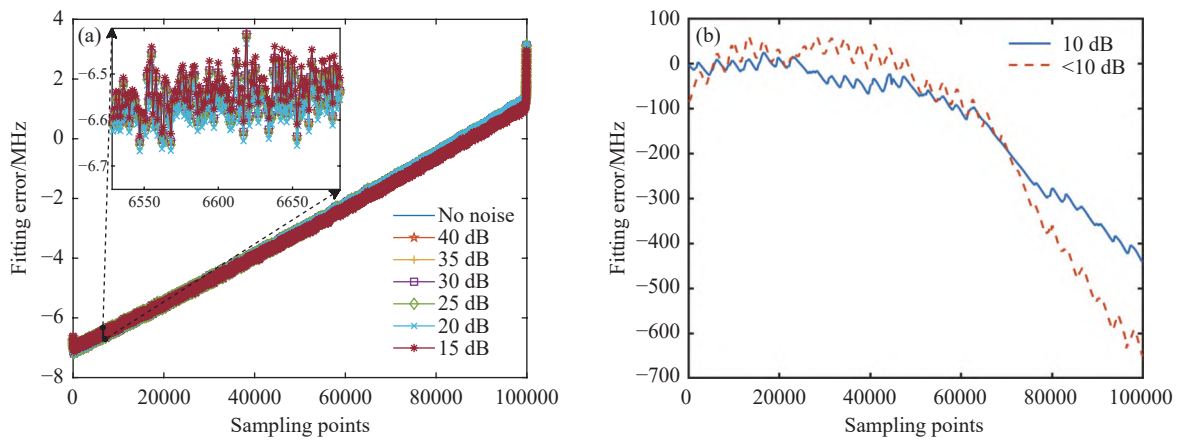 (a)
4
2
0
−2
−4
−6
−8
Fitting error/MHz
0
20000
40000
60000
80000
100000
Sampling points
−6.5
−6.6
−6.7
6550
6600
6650
No noise
40 dB
35 dB
30 dB
25 dB
20 dB
15 dB
(b)
100
0
−100
−200
−300
−400
−500
−600
−700
Fitting error/MHz
0
20000
40000
60000
80000
100000
Sampling points
10 dB
<10 dB